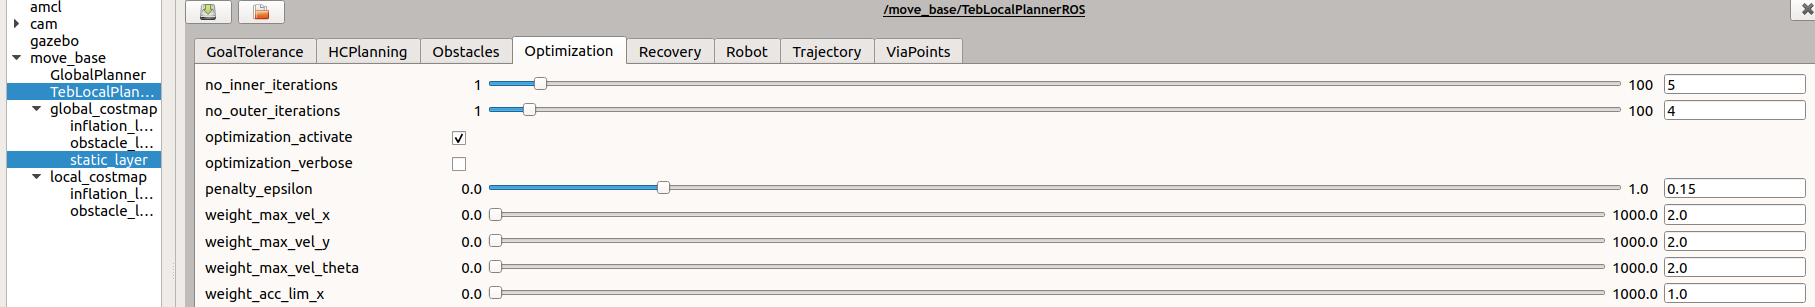 amcl
cam
gazebo
move_base
GlobalPlanner
TebLocalPlan...
global_costmap
inflation_l...
obstacle_l...
static_layer
local_costmap
inflation_l...
obstacle_l...
/move_base/TebLocalPlannerROS
GoalTolerance HCPlanning Obstacles Optimization Recovery Robot Trajectory ViaPoints
no_inner_iterations 1 100 5
no_outer_iterations 1 100 4
optimization_activate
optimization_verbose
penalty_epsilon 0.0 1.0 0.15
weight_max_vel_x 0.0 1000.0 2.0
weight_max_vel_y 0.0 1000.0 2.0
weight_max_vel_theta 0.0 1000.0 2.0
weight_acc_lim_x 0.0 1000.0 1.0